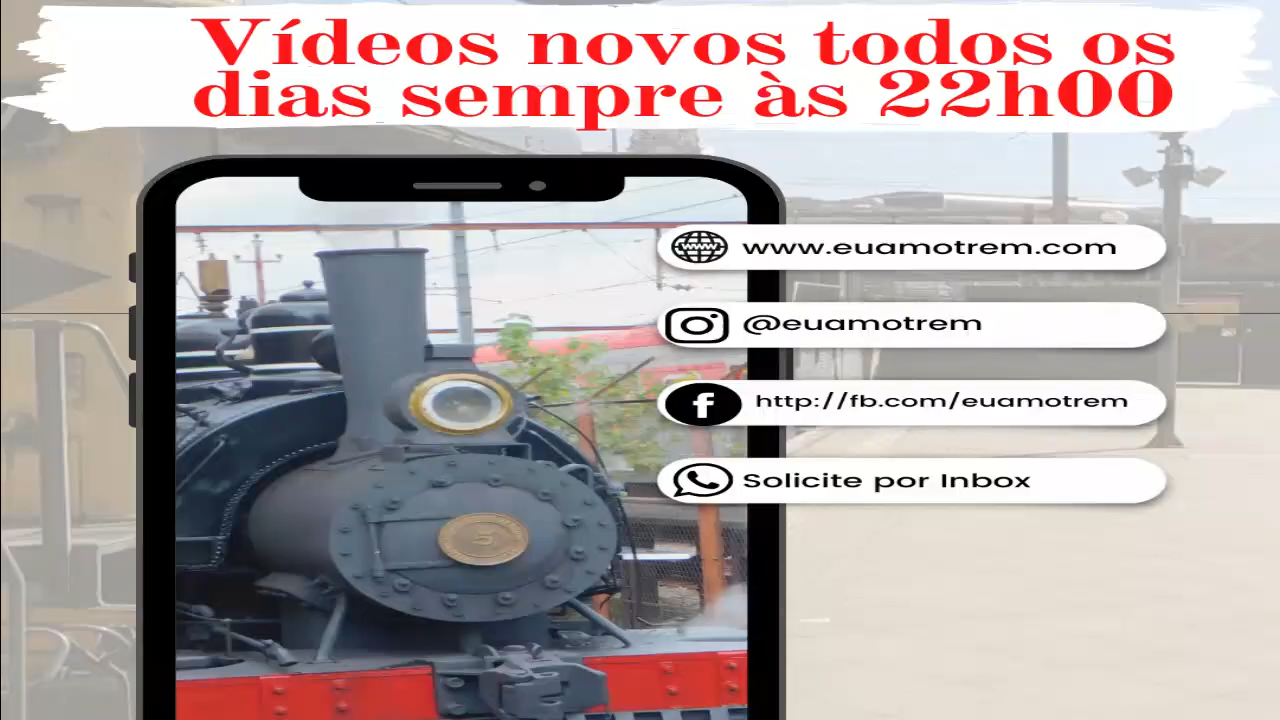 Vídeos novos todos os
dias sempre às 22h00
www.euamotrem.com
@euamotrem
http://fb.com/euamotrem
Solicite por Inbox
5